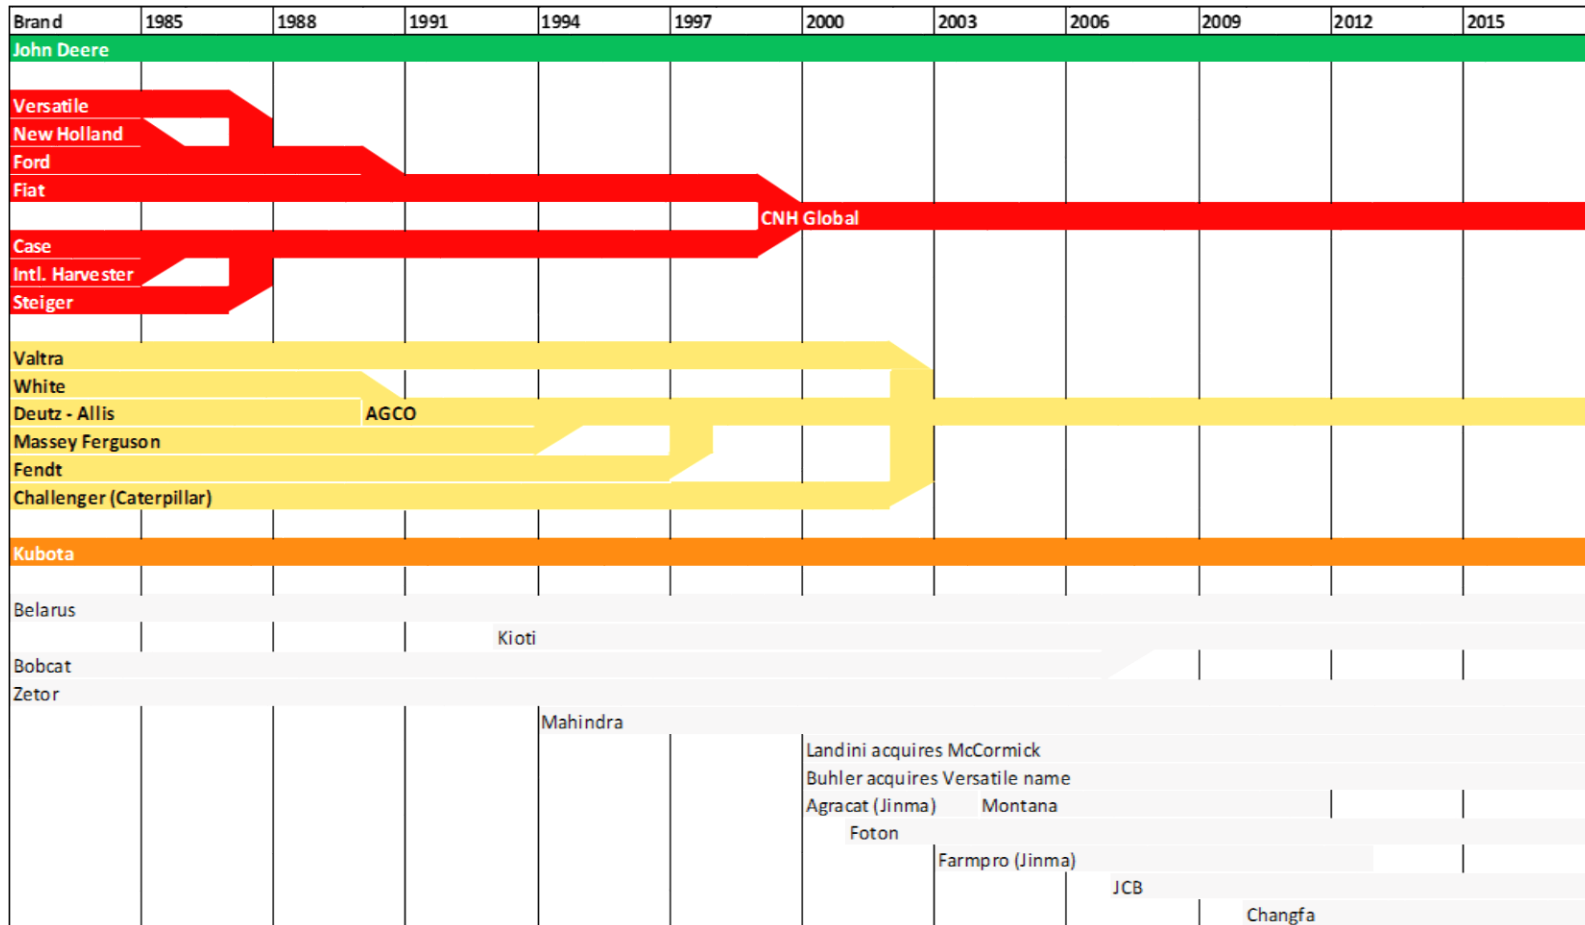 Brand 1985 1988 1991 1994 1997 2000 2003 2006 2009 2012 2015
John Deere
Versatile
New Holland
Ford
Fiat
CNH Global
Case
Intl. Harvester
Steiger
Valtra
White
Deutz - Allis AGCO
Massey Ferguson
Fendt
Challenger (Caterpillar)
Kubota
Belarus
Kioti
Bobcat
Zetor
Mahindra
Landini acquires McCormick
Buhler acquires Versatile name
Agracat (Jinma) Montana
Foton
Farmpro (Jinma)
JCB
Changfa